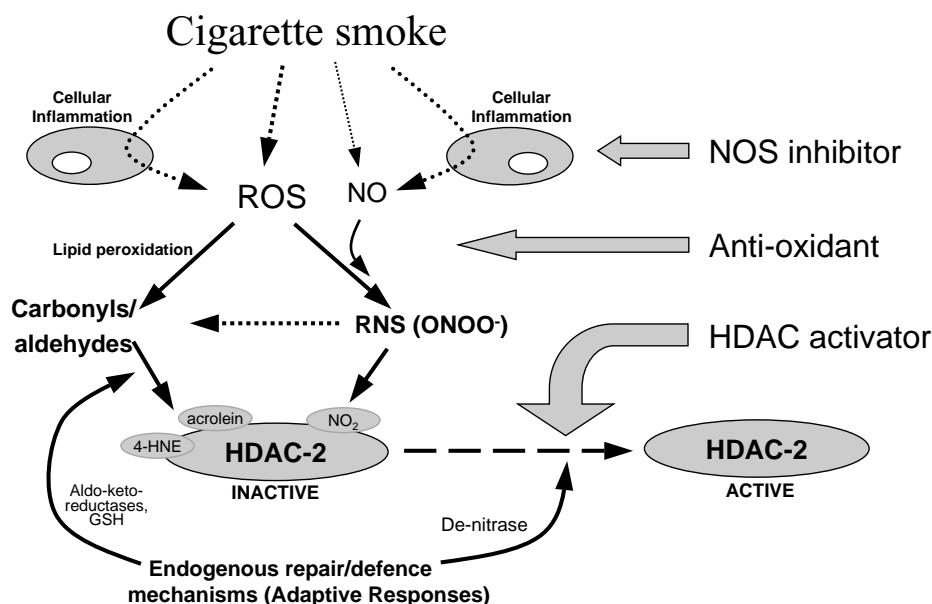 Cigarette smoke
Cellular
Inflammation
Cellular
Inflammation
NOS inhibitor
ROS
NO
Lipid peroxidation
Anti-oxidant
Carbonyls/
aldehydes
RNS (ONOO-)
HDAC activator
acrolein
NO2
4-HNE
HDAC-2
INACTIVE
HDAC-2
ACTIVE
Aldo-keto-
reductases,
GSH
De-nitrase
Endogenous repair/defence
mechanisms (Adaptive Responses)